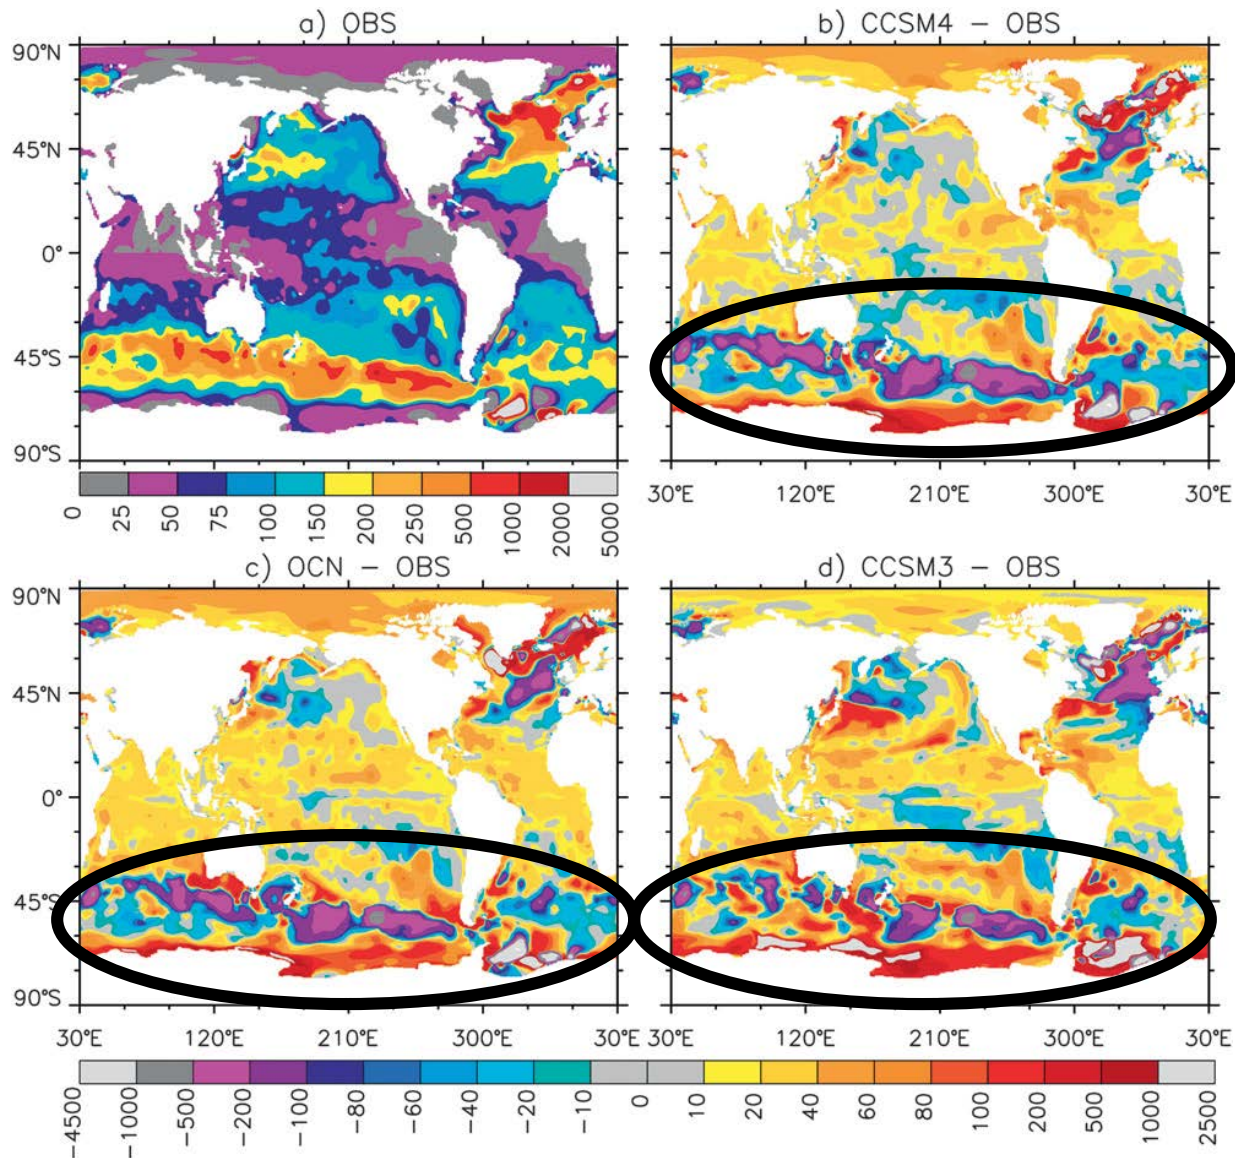 a) OBS
b) CCSM4 − OBS
90°N
45°N
0°
45°S
90°S
0 25 50 75 100 150 200 250 500 1000 2000 5000
30°E 120°E 210°E 300°E 30°E
c) OCN − OBS
d) CCSM3 − OBS
90°N
45°N
0°
45°S
90°S
30°E 120°E 210°E 300°E 30°E
30°E 120°E 210°E 300°E 30°E
−4500 −1000 −500 −200 −100 −80 −60 −40 −20 −10 0 10 20 40 60 80 100 200 500 1000 2500